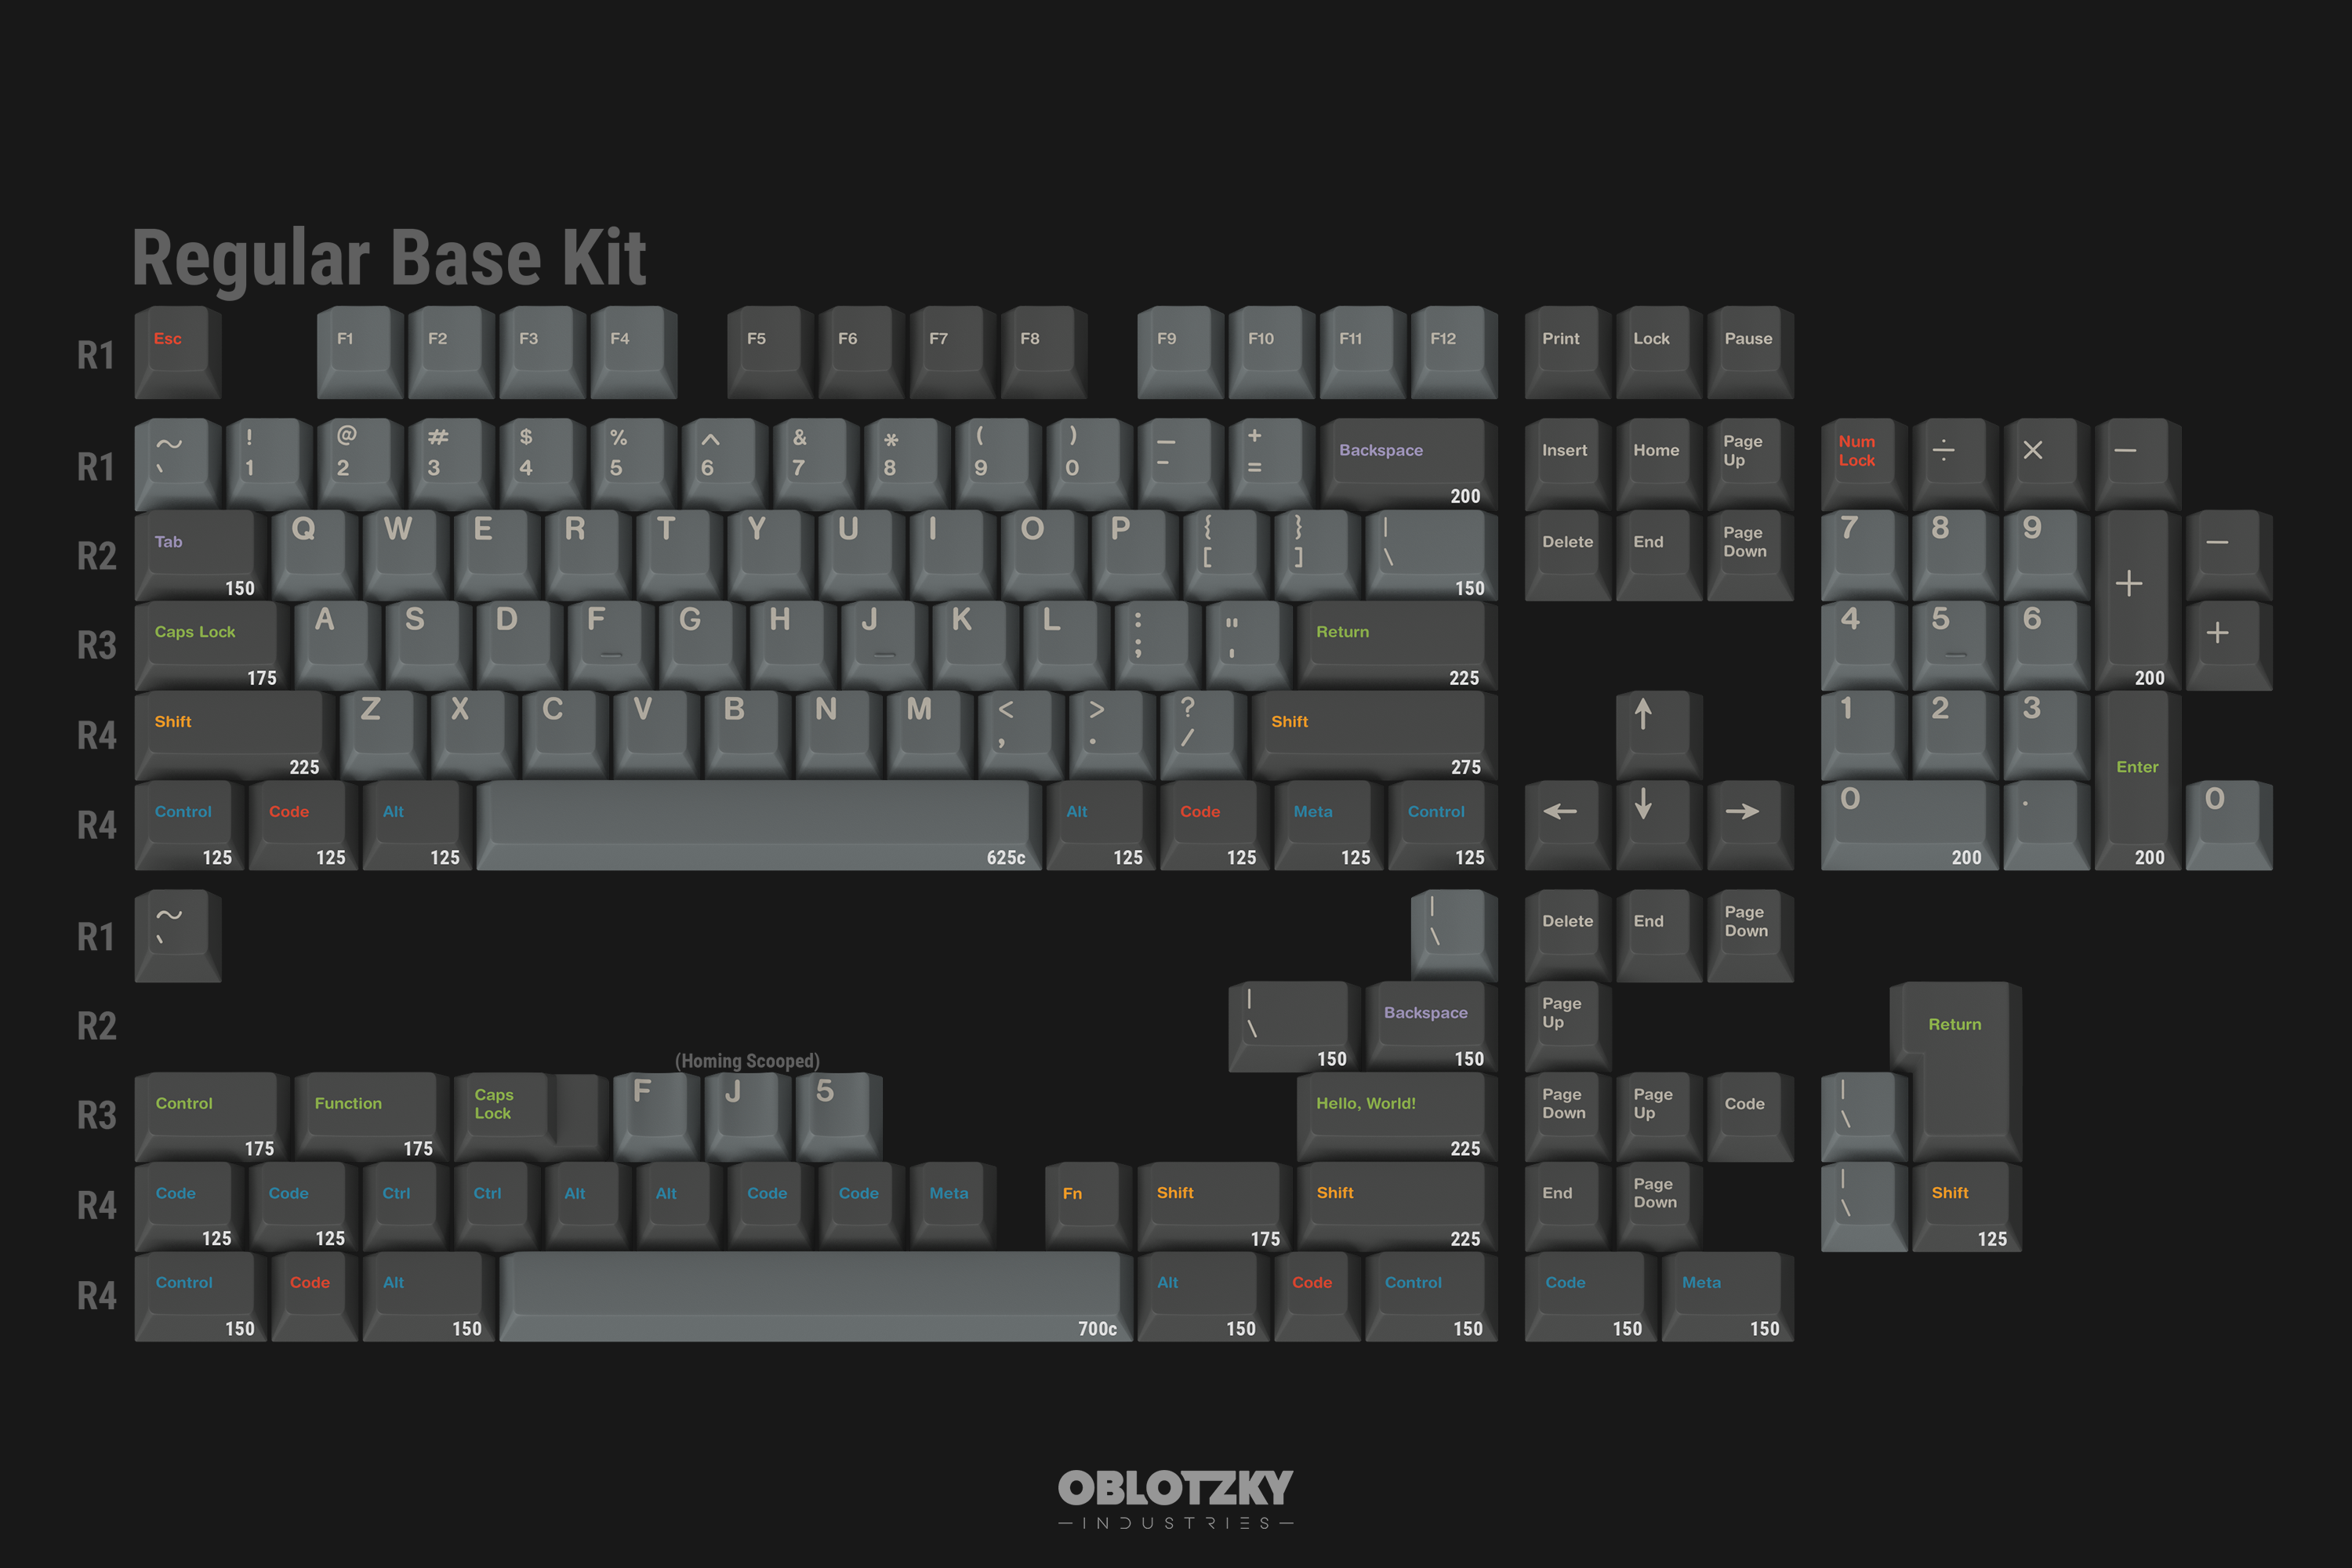 Regular Base Kit
R1 Esc F1 F2 F3 F4 F5 F6 F7 F8 F9 F10 F11 F12 Print Lock Pause
R1 ~ ` ! 1 @ 2 # 3 $ 4 % 5 ^ 6 & 7 * 8 ( 9 ) 0 — - + = Backspace 200 Insert Home Page Up Num Lock ÷ × —
R2 Tab 150 Q W E R T Y U I O P { [ } ] | \ 150 Delete End Page Down 7 8 9 + 200 —
R3 Caps Lock 175 A S D F G H J K L : ; " ' Return 225 4 5 6 +
R4 Shift 225 Z X C V B N M < , > . ? / Shift 275 ↑ 1 2 3 Enter 200
R4 Control 125 Code 125 Alt 125 625c Alt 125 Code 125 Meta 125 Control 125 ← ↓ → 0 200 . 0
R1 ~ ` | \ Delete End Page Down
R2 | \ 150 Backspace 150 Page Up Return
(Homing Scooped)
R3 Control 175 Function 175 Caps Lock F J 5 Hello, World! 225 Page Down Page Up Code | \
R4 Code 125 Code 125 Ctrl Ctrl Alt Alt Code Code Meta Fn Shift 175 Shift 225 End Page Down | \ Shift 125
R4 Control 150 Code Alt 150 700c Alt 150 Code Control 150 Code 150 Meta 150
OBLOTZKY
INDUSTRIES